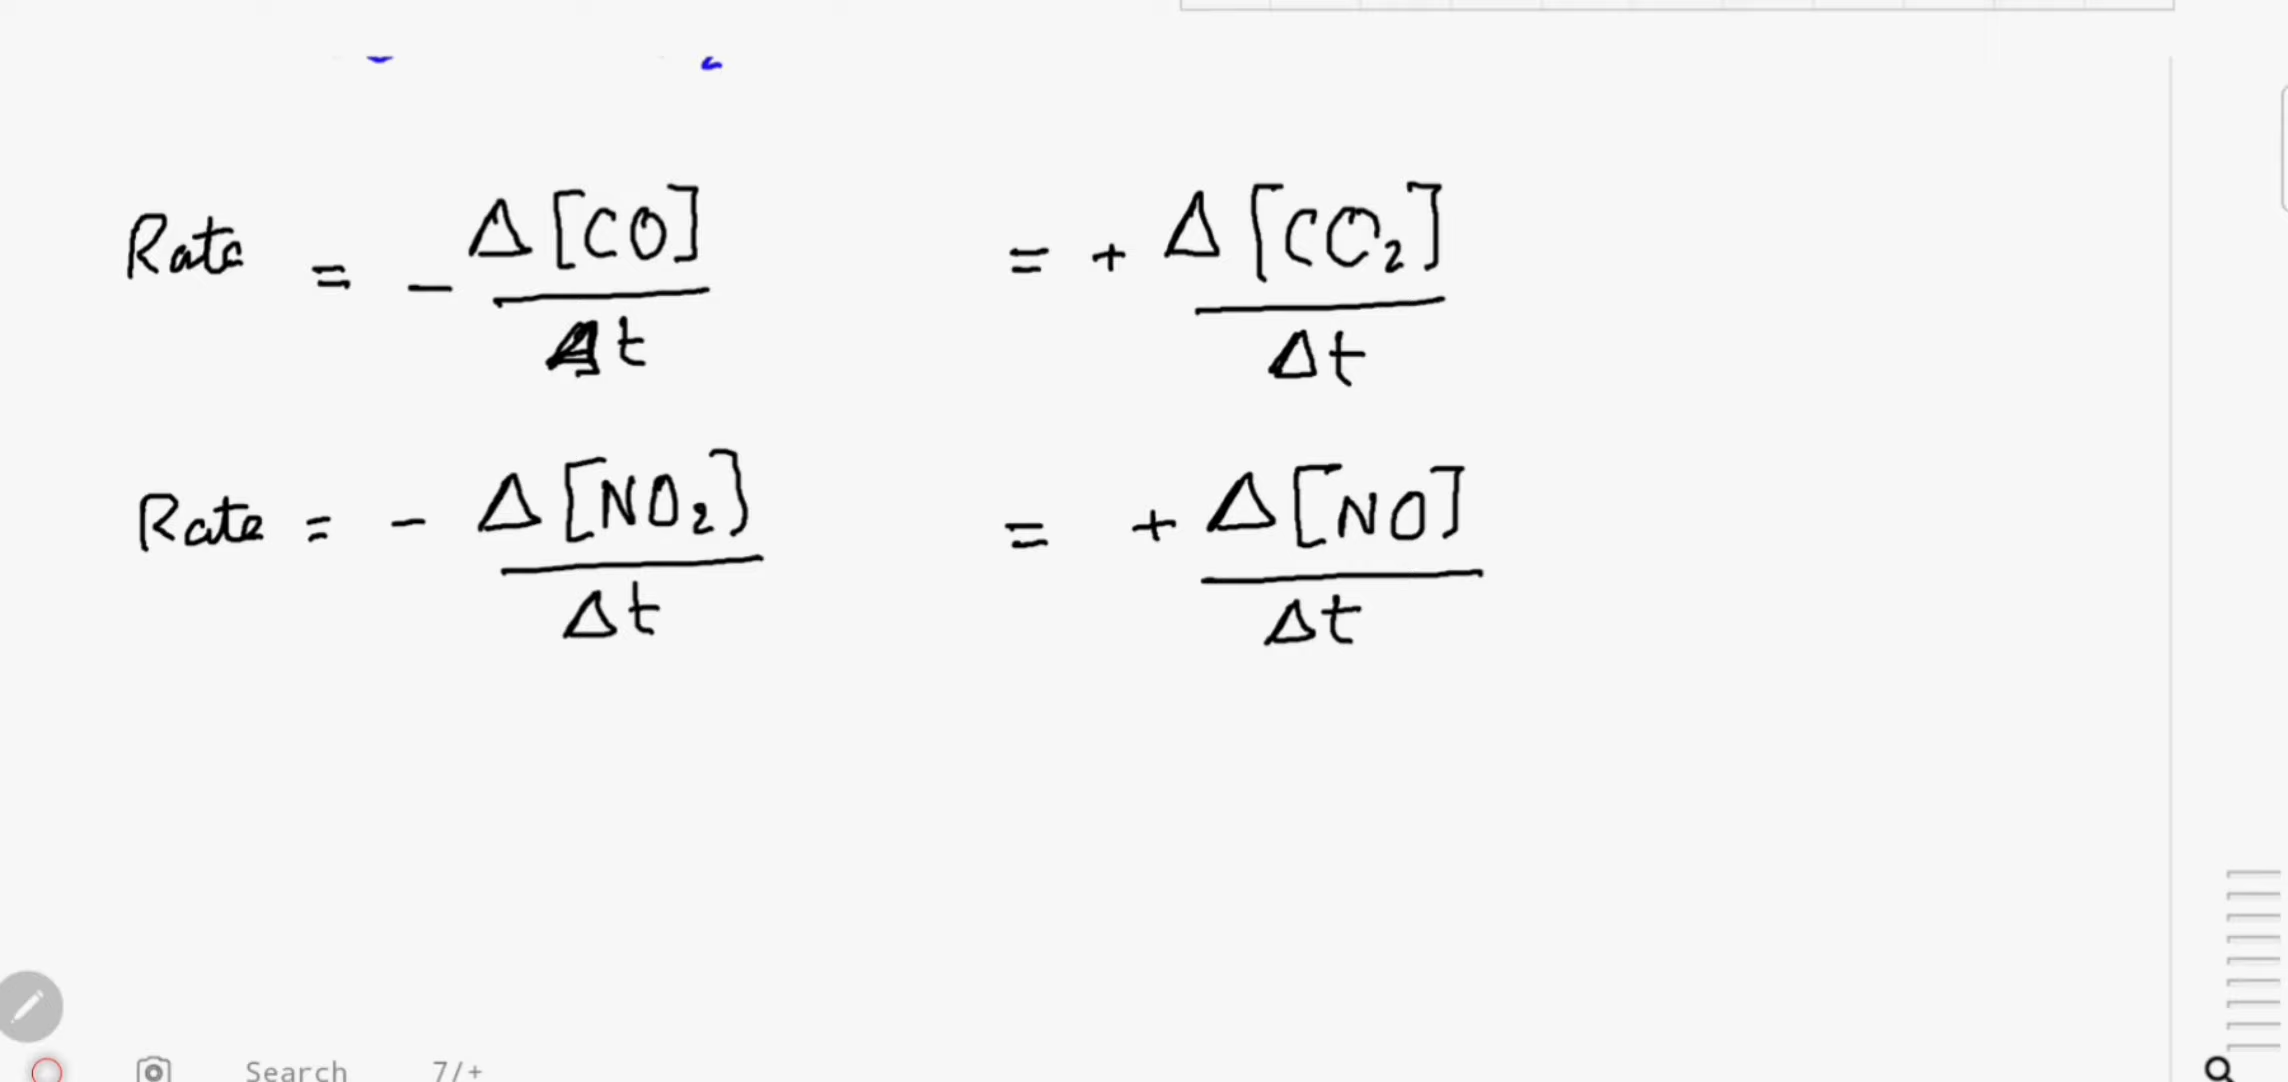 Rate = - Δ[CO]/Δt = + Δ[CO₂]/Δt
Rate = - Δ[NO₂]/Δt = + Δ[NO]/Δt
Search 7/+